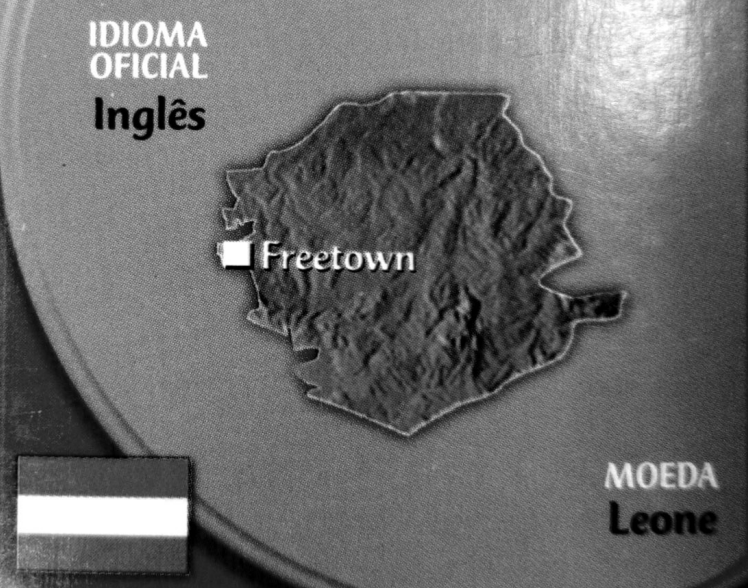 IDIOMA
OFICIAL
Inglês
Freetown
MOEDA
Leone